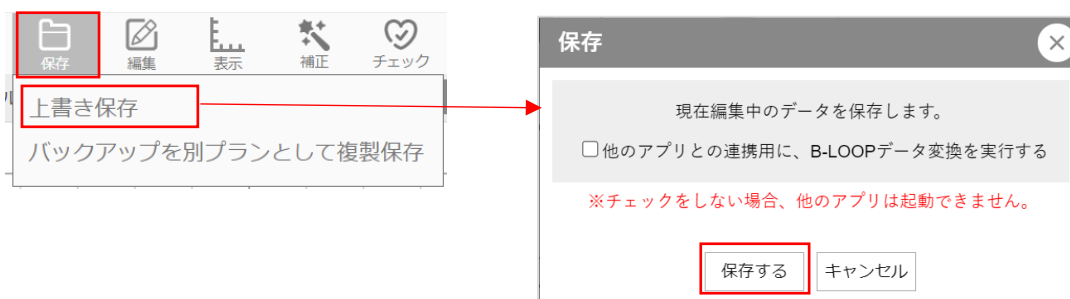 保存 編集 表示 補正 チェック
上書き保存
バックアップを別プランとして複製保存
保存
現在編集中のデータを保存します。
他のアプリとの連携用に、B-LOOPデータ変換を実行する
※チェックをしない場合、他のアプリは起動できません。
保存する キャンセル